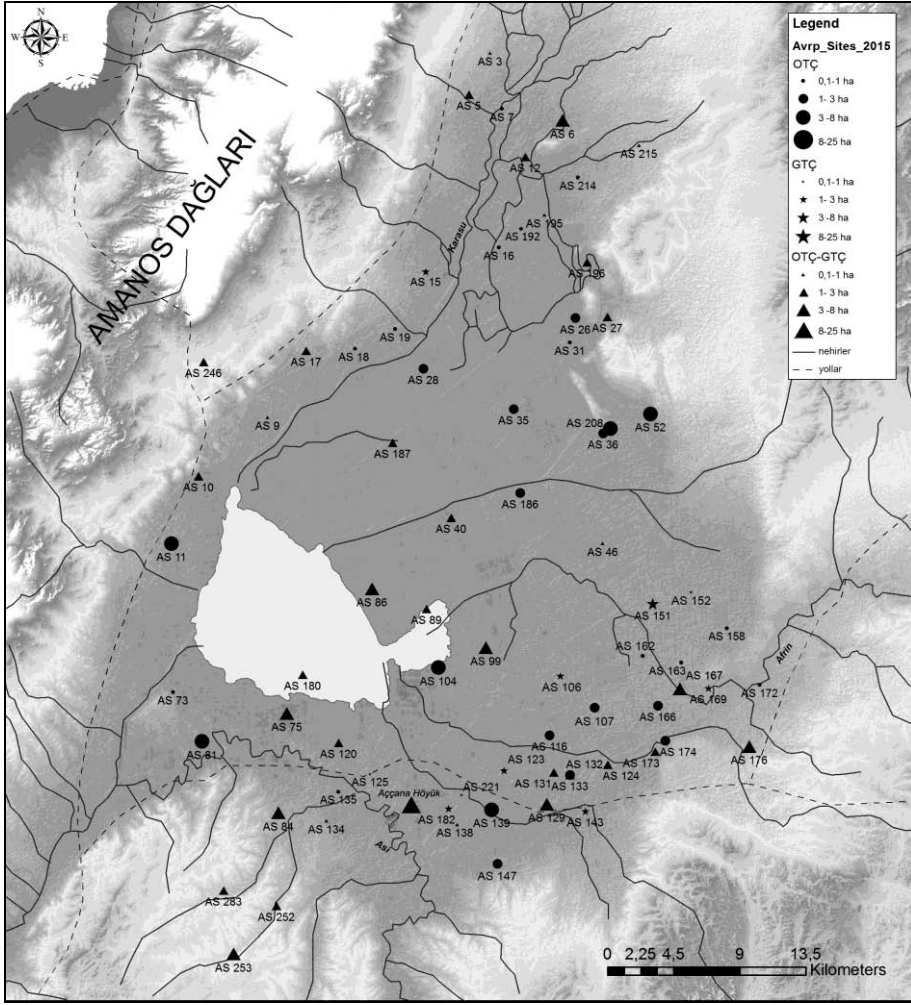 N
W E
S
Legend
Avrp_Sites_2015
OTÇ
0,1-1 ha
1- 3 ha
3 -8 ha
8-25 ha
GTÇ
0,1-1 ha
1- 3 ha
3 -8 ha
8-25 ha
OTÇ-GTÇ
0,1-1 ha
1- 3 ha
3 -8 ha
8-25 ha
nehirler
yollar
AMANOS DAĞLARI
AS 3
AS 5
AS 7
AS 6
AS 12
AS 215
AS 214
AS 195
AS 192
Karasu
AS 16
AS 15
AS 196
AS 19
AS 26
AS 27
AS 17
AS 18
AS 31
AS 246
AS 28
AS 35
AS 208
AS 52
AS 9
AS 36
AS 187
AS 10
AS 186
AS 40
AS 46
AS 11
AS 86
AS 152
AS 89
AS 151
AS 158
AS 99
AS 162
Afrin
AS 163
AS 167
AS 104
AS 180
AS 106
AS 169
AS 172
AS 73
AS 107
AS 166
AS 75
AS 116
AS 174
AS 81
AS 120
AS 123
AS 132
AS 173
AS 176
AS 125
AS 221
AS 131
AS 133
AS 124
Aççana Höyük
AS 135
AS 84
AS 134
AS 182
AS 138
AS 139
AS 129
AS 143
Asi
AS 147
AS 283
AS 252
AS 253
0 2,25 4,5 9 13,5
Kilometers